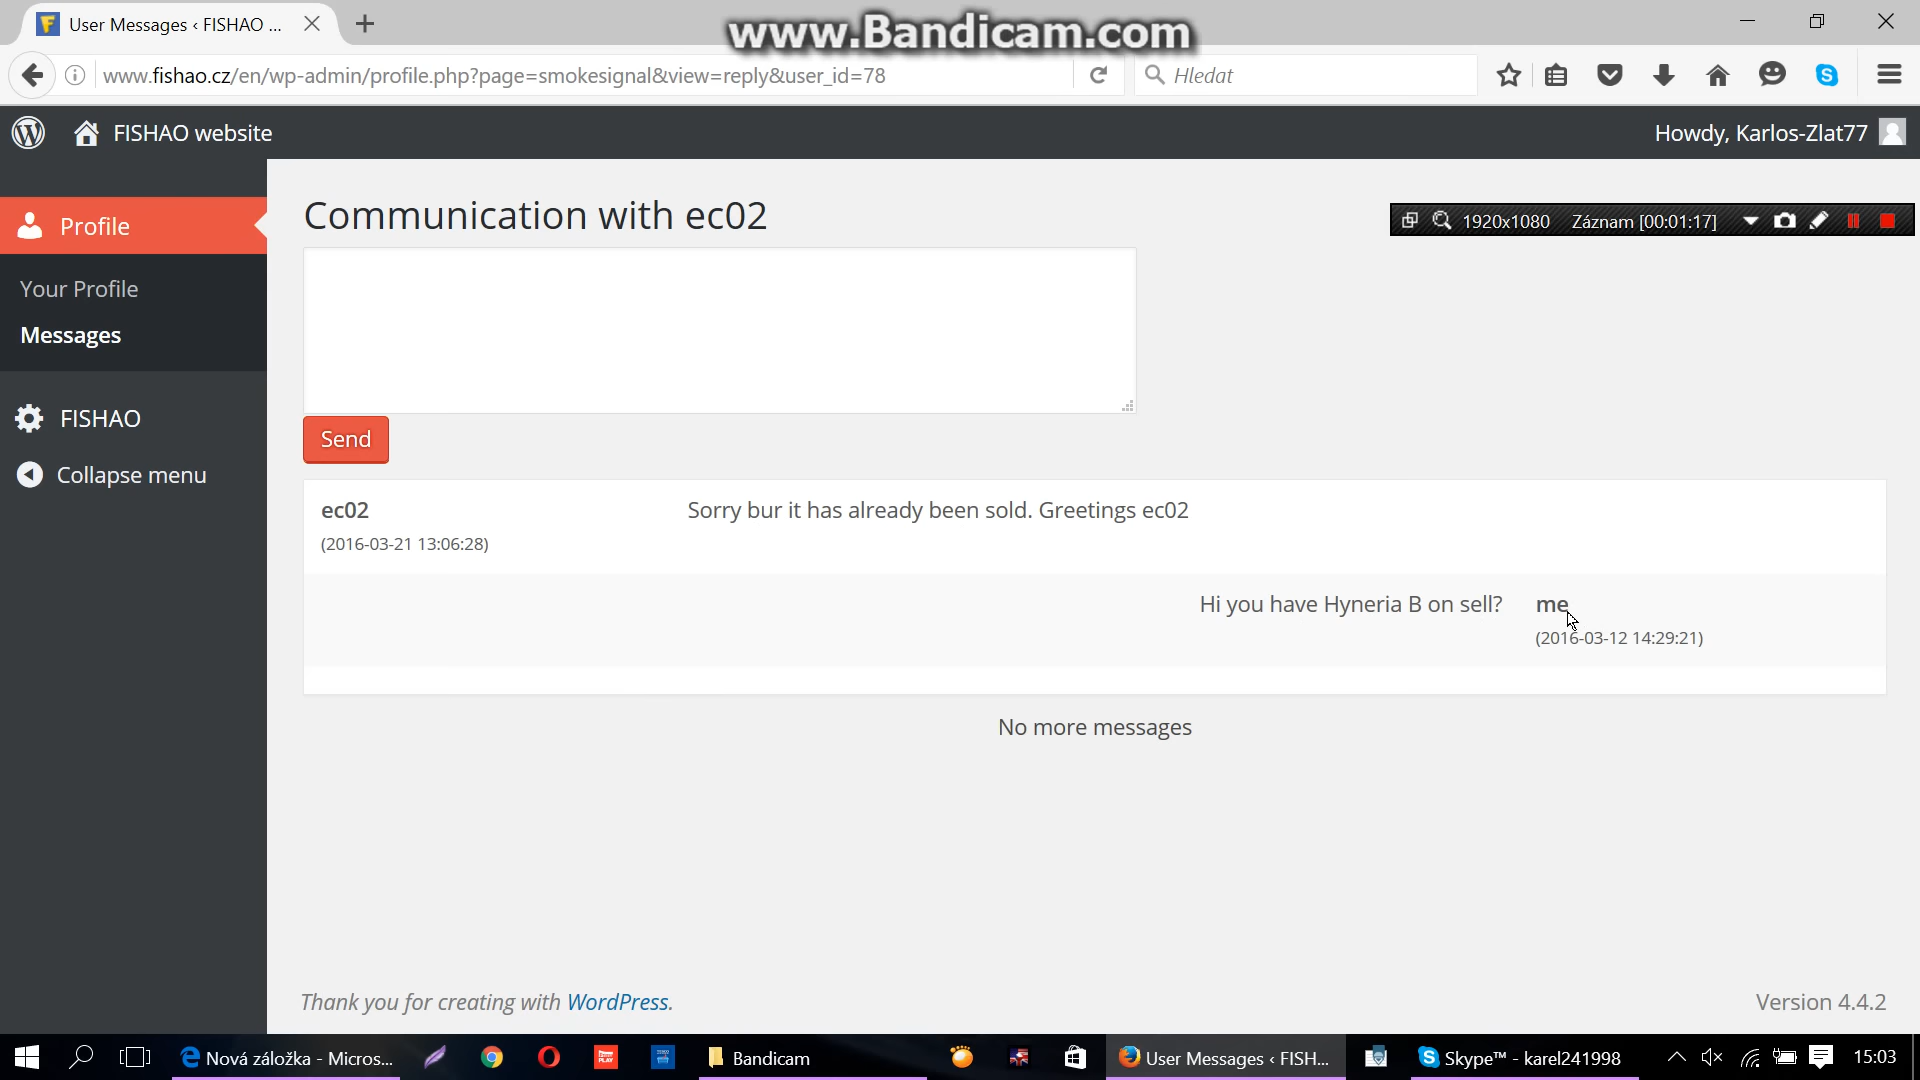 User Messages ‹ FISHAO ...
www.Bandicam.com
www.fishao.cz/en/wp-admin/profile.php?page=smokesignal&view=reply&user_id=78
Hledat
FISHAO website
Howdy, Karlos-Zlat77
Profile
Your Profile
Messages
FISHAO
Collapse menu
Communication with ec02
1920x1080 Záznam [00:01:17]
Send
ec02
Sorry bur it has already been sold. Greetings ec02
(2016-03-21 13:06:28)
Hi you have Hyneria B on sell?
me
(2016-03-12 14:29:21)
No more messages
Thank you for creating with WordPress.
Version 4.4.2
Nová záložka - Micros...
Bandicam
User Messages ‹ FISH...
Skype™ - karel241998
15:03